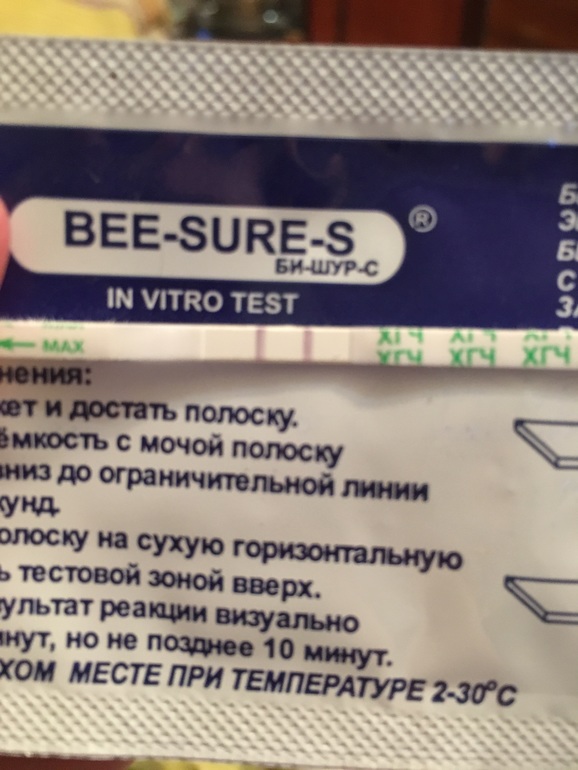 BEE-SURE-S ®
БИ-ШУР-С
IN VITRO TEST
MAX
ХГЧ ХГЧ ХГЧ
ХГЧ ХГЧ ХГЧ
нения:
кет и достать полоску.
ёмкость с мочой полоску
вниз до ограничительной линии
кунд.
олоску на сухую горизонтальную
ь тестовой зоной вверх.
зультат реакции визуально
инут, но не позднее 10 минут.
ХОМ МЕСТЕ ПРИ ТЕМПЕРАТУРЕ 2-30°С